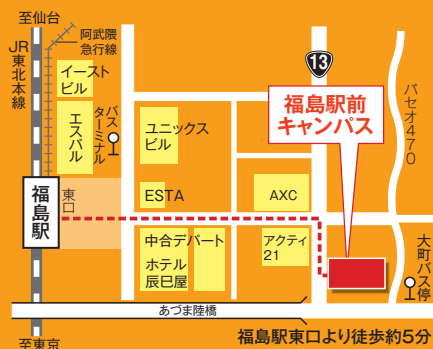 至仙台
阿武隈
急行線
JR東北本線
イースト
ビル
エスパル
バス
ターミナル
ユニックス
ビル
13
福島駅前
キャンパス
パセオ470
福島駅
東口
ESTA
AXC
中合デパート
ホテル
辰巳屋
アクティ
21
大町バス停
あづま陸橋
至東京
福島駅東口より徒歩約5分